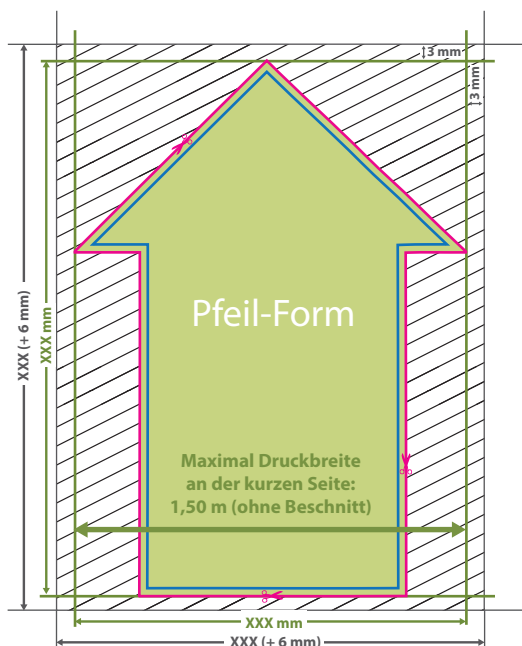 3 mm
3 mm
XXX (+ 6 mm)
XXX mm
Pfeil-Form
Maximal Druckbreite
an der kurzen Seite:
1,50 m (ohne Beschnitt)
XXX mm
XXX (+ 6 mm)